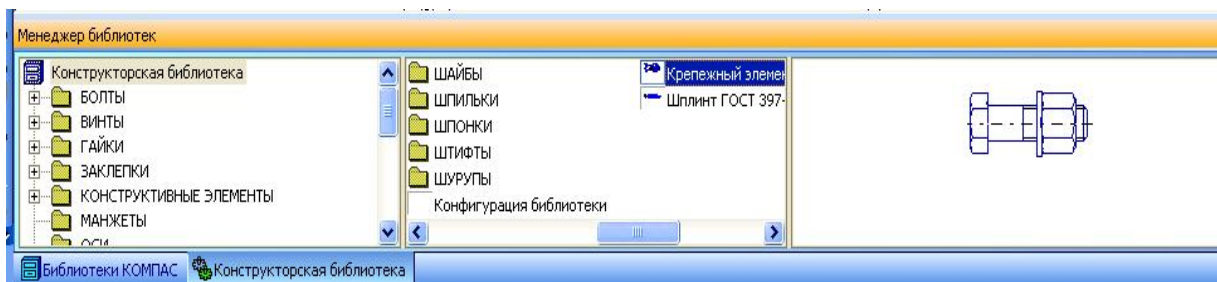 Менеджер библиотек
Конструкторская библиотека
БОЛТЫ
ВИНТЫ
ГАЙКИ
ЗАКЛЕПКИ
КОНСТРУКТИВНЫЕ ЭЛЕМЕНТЫ
МАНЖЕТЫ
ОСИ
ШАЙБЫ
ШПИЛЬКИ
ШПОНКИ
ШТИФТЫ
ШУРУПЫ
Конфигурация библиотеки
Крепежный элемен
Шплинт ГОСТ 397-
Библиотеки КОМПАС
Конструкторская библиотека